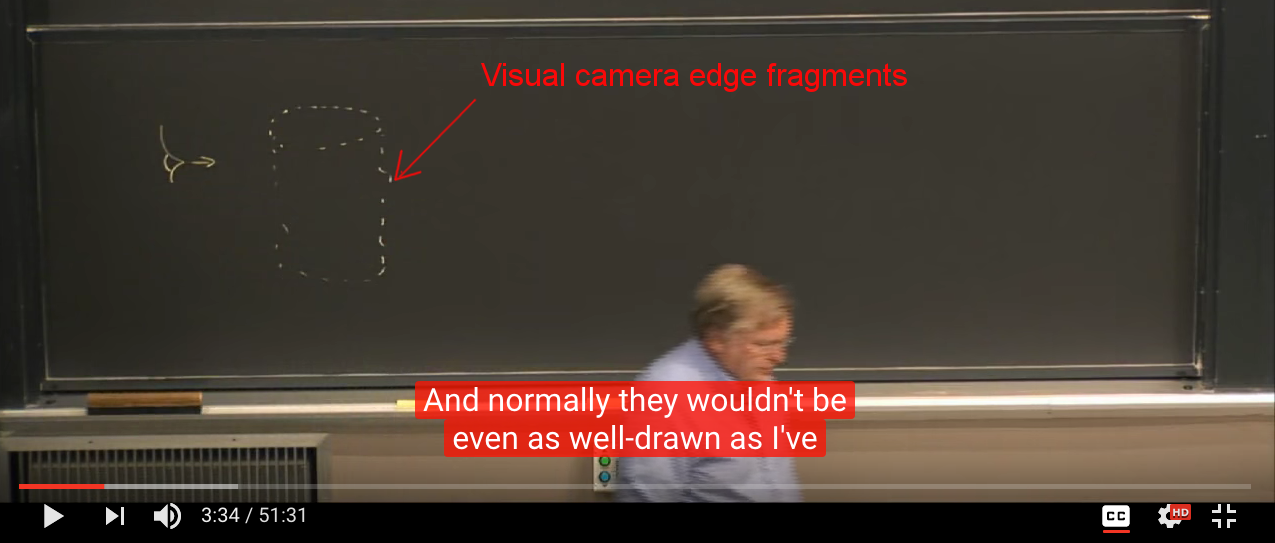 Visual camera edge fragments
And normally they wouldn't be
even as well-drawn as I've
3:34 / 51:31
CC
HD